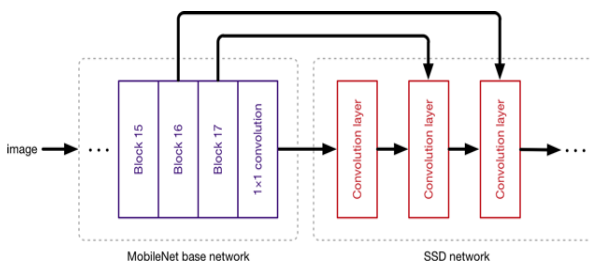 image
...
Block 15
Block 16
Block 17
1×1 convolution
Convolution layer
Convolution layer
Convolution layer
...
MobileNet base network
SSD network